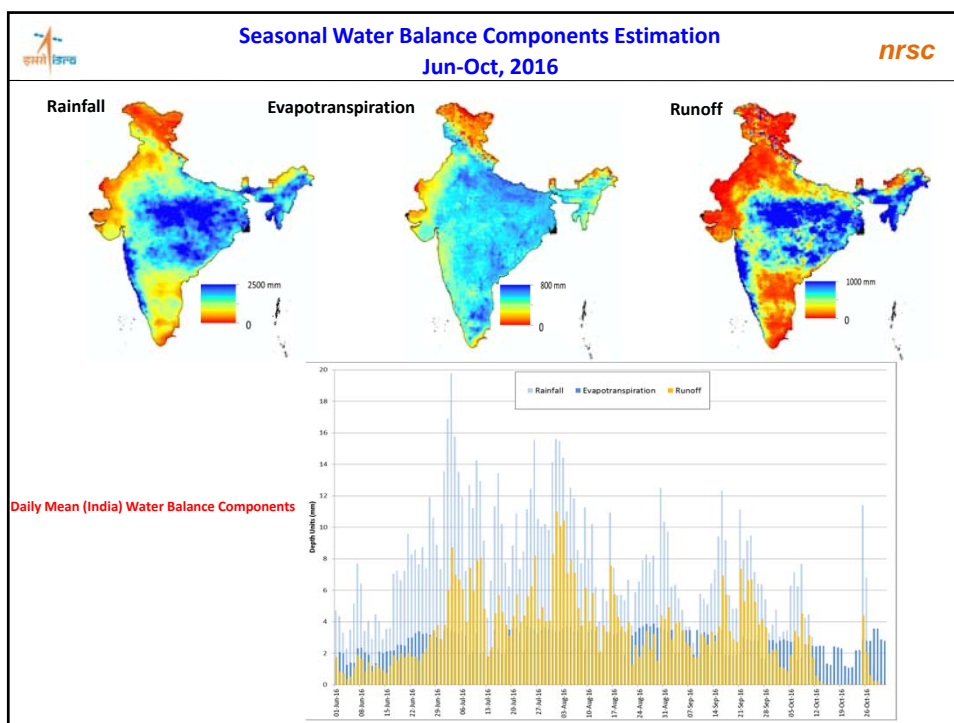 Seasonal Water Balance Components Estimation
Jun-Oct, 2016
इसरो isro
nrsc
Rainfall
Evapotranspiration
Runoff
2500 mm
0
800 mm
0
1000 mm
0
Daily Mean (India) Water Balance Components
Rainfall Evapotranspiration Runoff
Depth Units (mm)
20
18
16
14
12
10
8
6
4
2
0
01-Jun-16 08-Jun-16 15-Jun-16 22-Jun-16 29-Jun-16 06-Jul-16 13-Jul-16 20-Jul-16 27-Jul-16 03-Aug-16 10-Aug-16 17-Aug-16 24-Aug-16 31-Aug-16 07-Sep-16 14-Sep-16 21-Sep-16 28-Sep-16 05-Oct-16 12-Oct-16 19-Oct-16 26-Oct-16